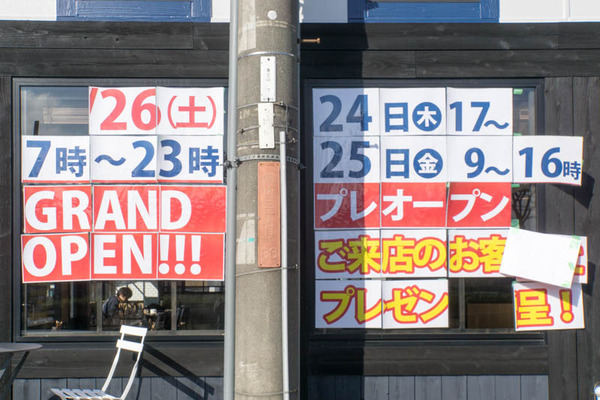 /26(土)
7時～23時
GRAND
OPEN!!!
24日木17～
25日金9～16時
プレオープン
ご来店のお客に
プレゼン呈！